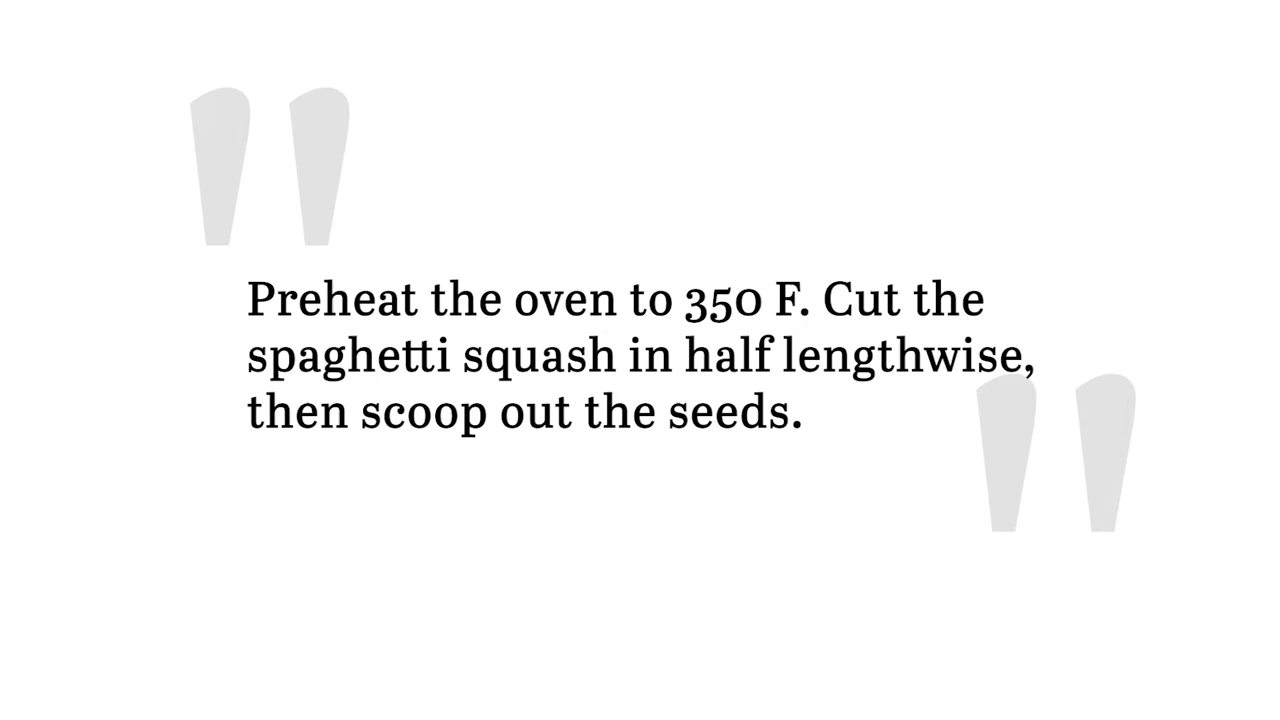 Preheat the oven to 350 F. Cut the
spaghetti squash in half lengthwise,
then scoop out the seeds.